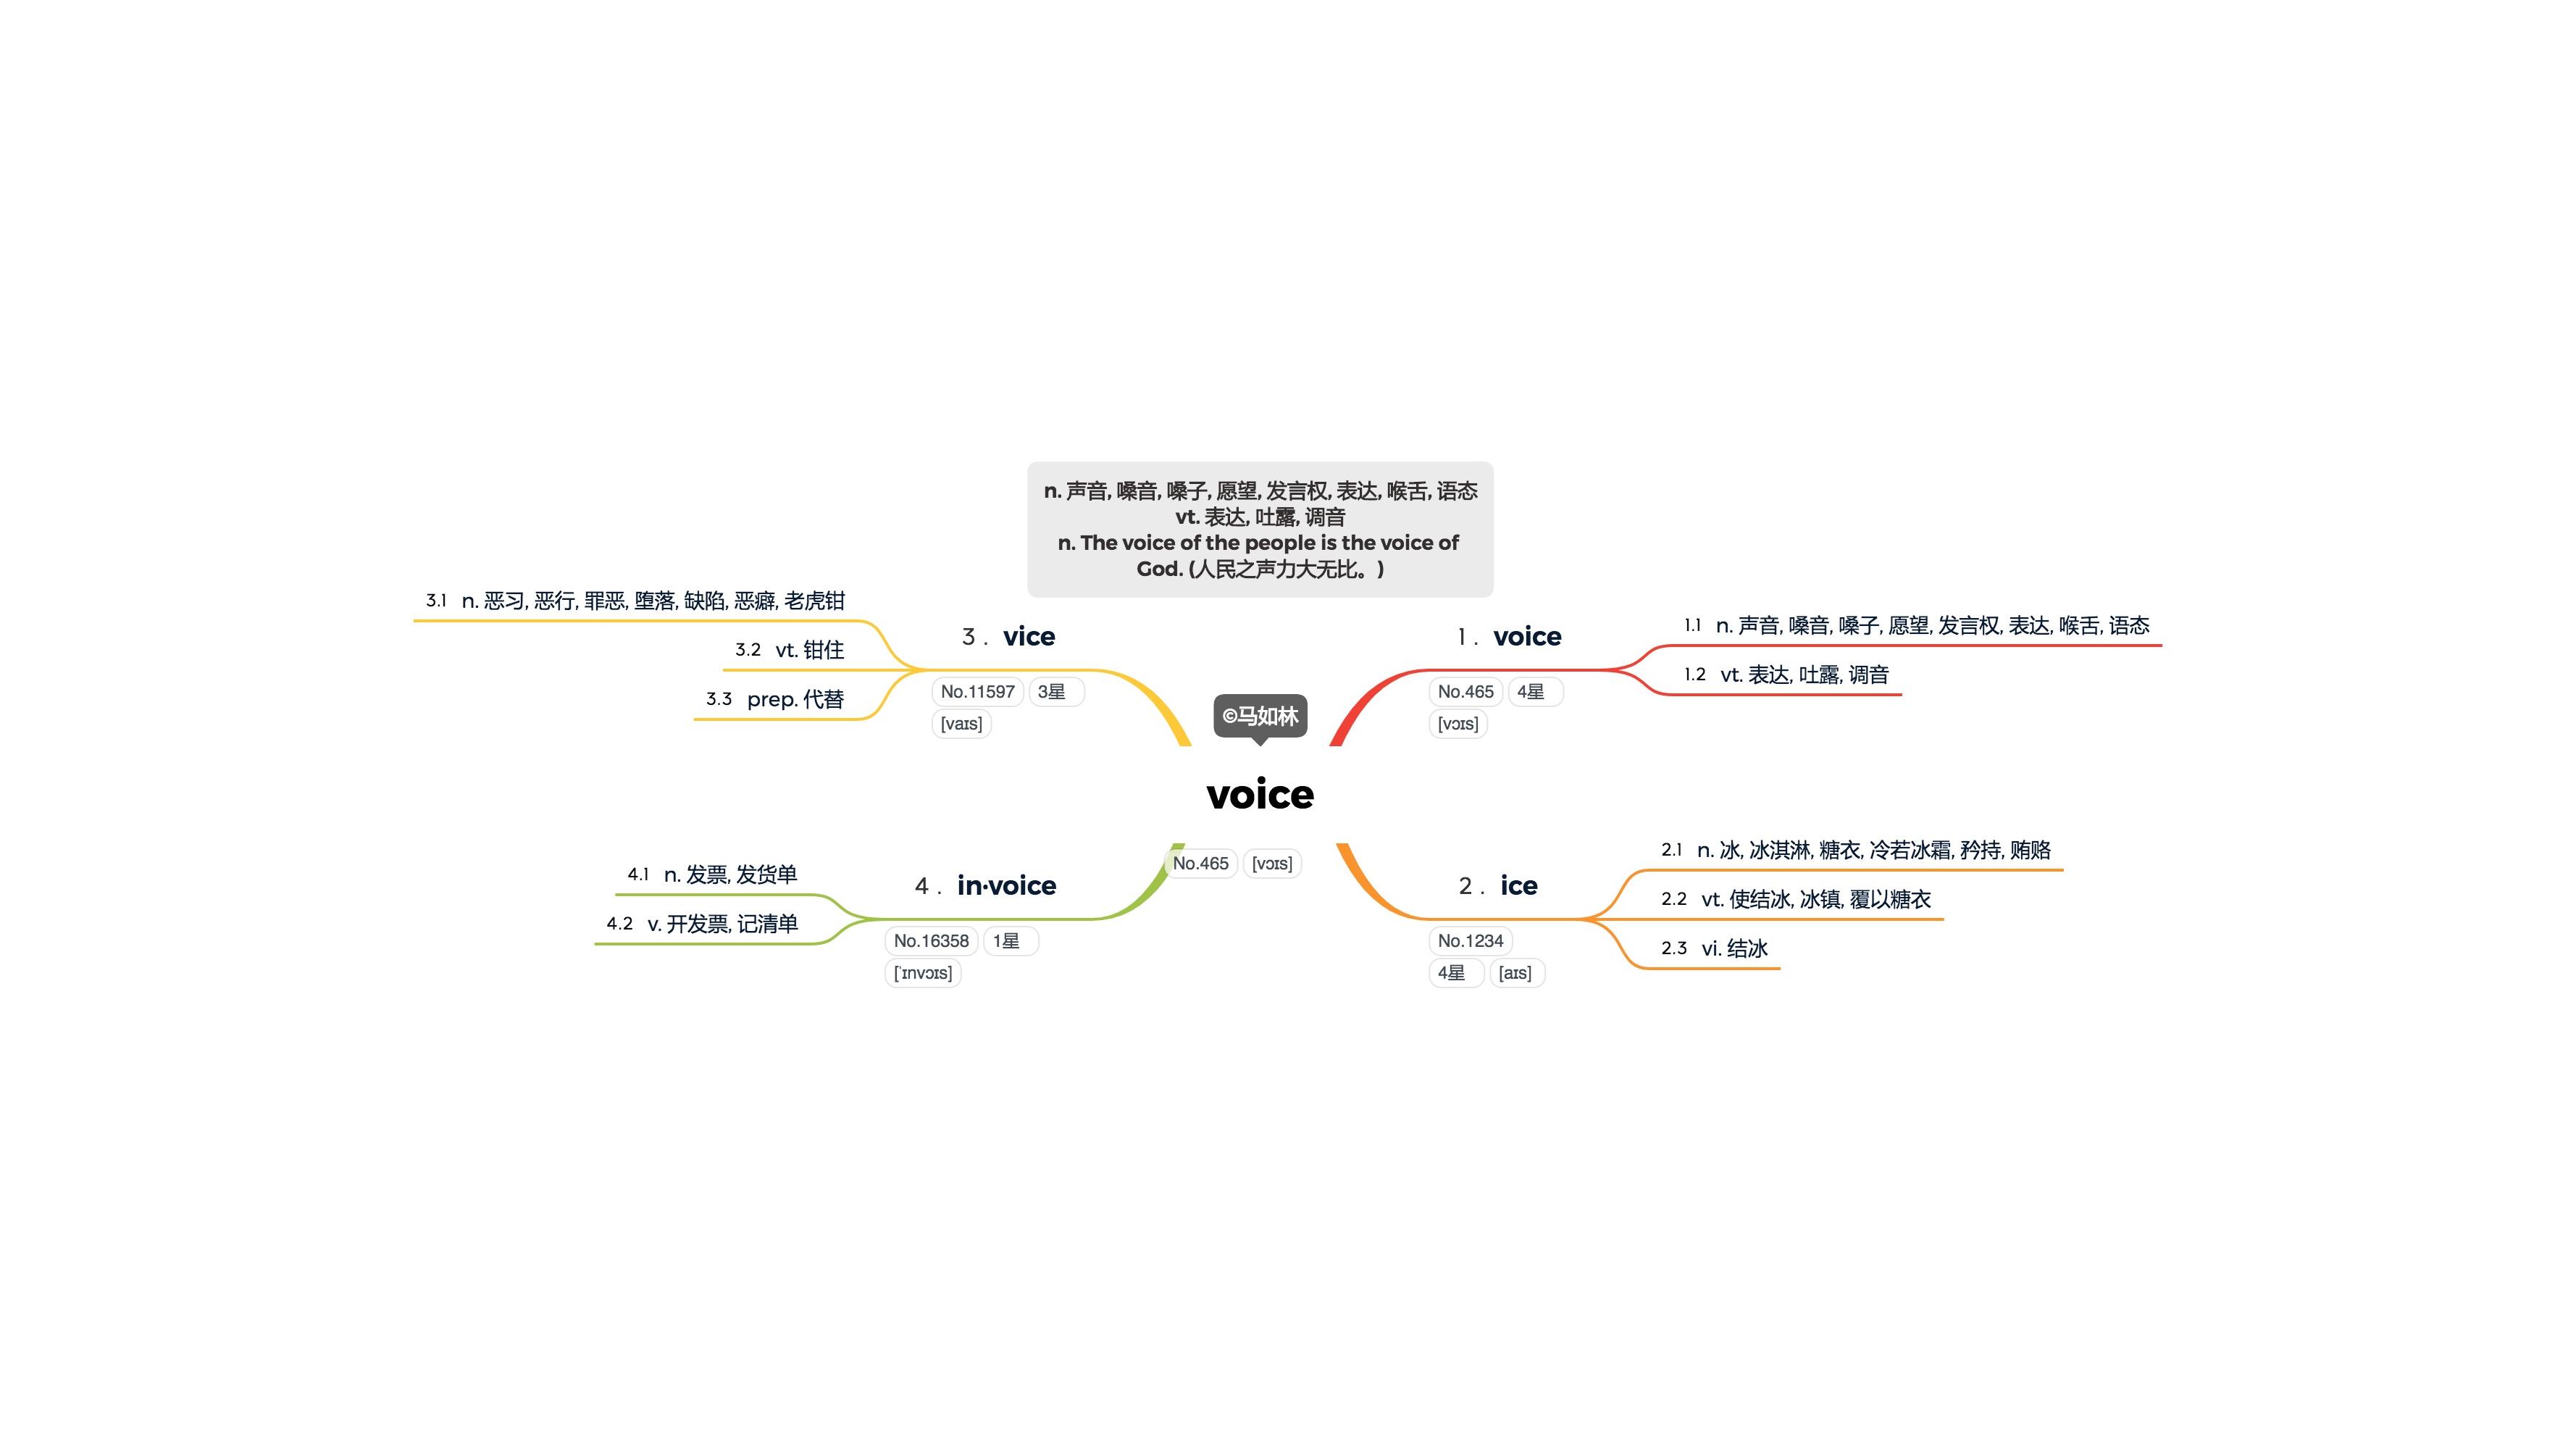 n. 声音, 嗓音, 嗓子, 愿望, 发言权, 表达, 喉舌, 语态
vt. 表达, 吐露, 调音
n. The voice of the people is the voice of
God. (人民之声力大无比。)
©马如林
voice
No.465 [vɔɪs]
1 . voice
No.465 4星
[vɔɪs]
1.1 n. 声音, 嗓音, 嗓子, 愿望, 发言权, 表达, 喉舌, 语态
1.2 vt. 表达, 吐露, 调音
2 . ice
No.1234
4星 [aɪs]
2.1 n. 冰, 冰淇淋, 糖衣, 冷若冰霜, 矜持, 贿赂
2.2 vt. 使结冰, 冰镇, 覆以糖衣
2.3 vi. 结冰
3 . vice
No.11597 3星
[vaɪs]
3.1 n. 恶习, 恶行, 罪恶, 堕落, 缺陷, 恶癖, 老虎钳
3.2 vt. 钳住
3.3 prep. 代替
4 . in·voice
No.16358 1星
[ˈɪnvɔɪs]
4.1 n. 发票, 发货单
4.2 v. 开发票, 记清单